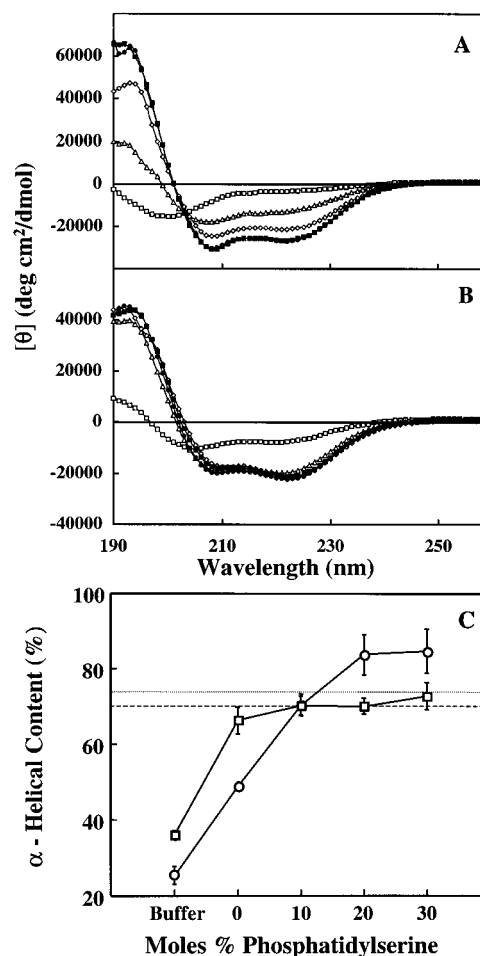 A
60000
40000
20000
0
-20000
[θ] (deg cm²/dmol)
B
40000
20000
0
-20000
-40000
190 210 230 250
Wavelength (nm)
C
100
80
60
40
20
α - Helical Content (%)
Buffer 0 10 20 30
Moles % Phosphatidylserine